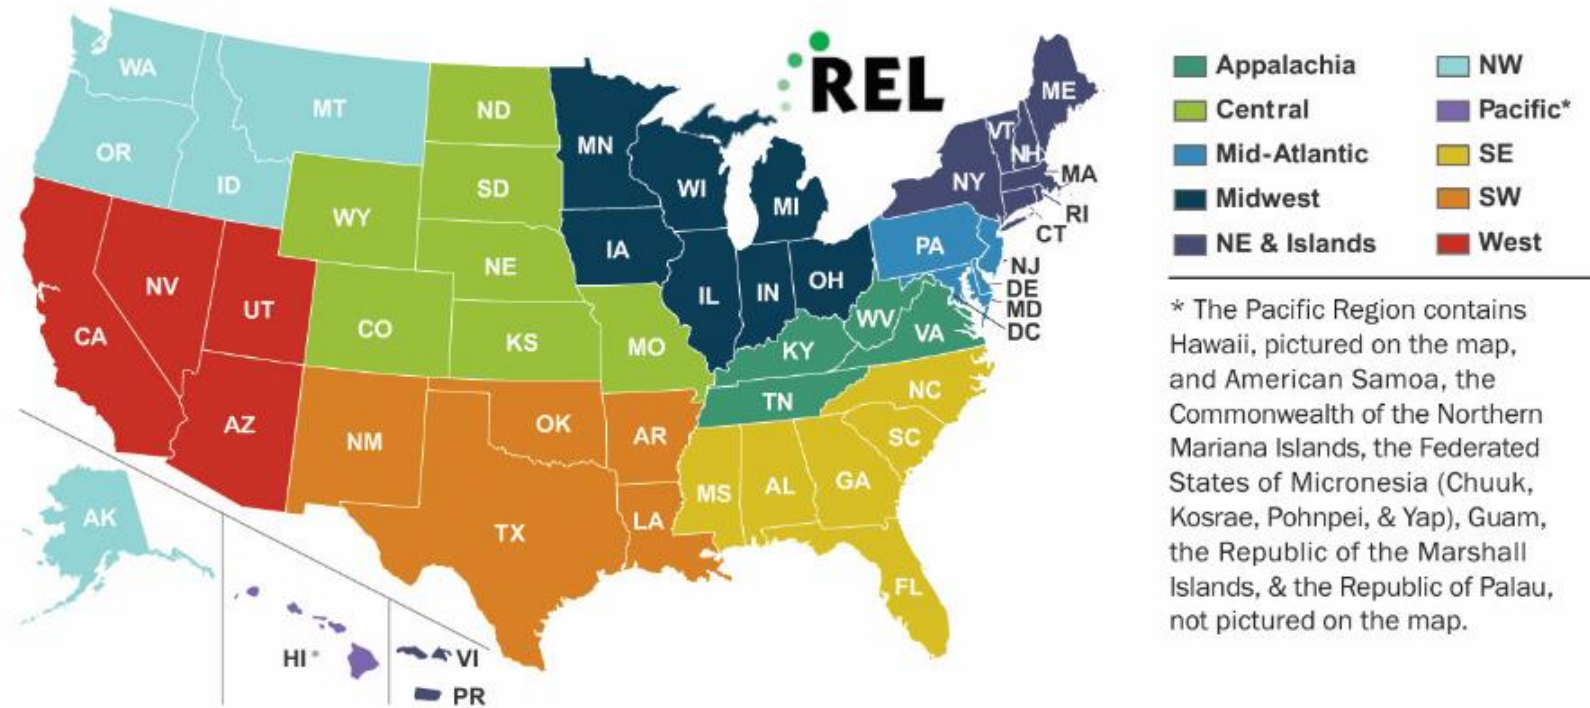 REL
WA
MT
ND
MN
OR
ID
SD
WI
MI
ME
VT
NH
NY
MA
RI
CT
WY
NE
IA
PA
NJ
DE
MD
DC
NV
UT
CO
KS
IL
IN
OH
WV
VA
CA
MO
KY
TN
NC
AZ
NM
OK
AR
SC
MS
AL
GA
TX
LA
FL
AK
HI*
VI
PR
Appalachia
NW
Central
Pacific*
Mid-Atlantic
SE
Midwest
SW
NE & Islands
West
* The Pacific Region contains
Hawaii, pictured on the map,
and American Samoa, the
Commonwealth of the Northern
Mariana Islands, the Federated
States of Micronesia (Chuuk,
Kosrae, Pohnpei, & Yap), Guam,
the Republic of the Marshall
Islands, & the Republic of Palau,
not pictured on the map.